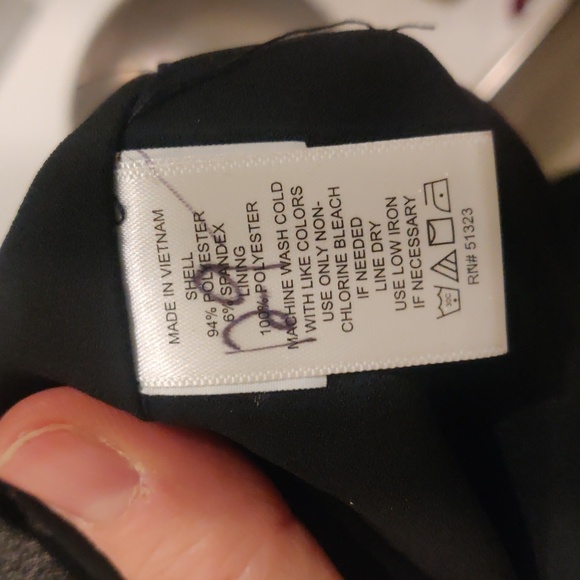 MADE IN VIETNAM
SHELL
94% POLYESTER
6% SPANDEX
LINING
100% POLYESTER
MACHINE WASH COLD
WITH LIKE COLORS
USE ONLY NON-
CHLORINE BLEACH
IF NEEDED
LINE DRY
USE LOW IRON
IF NECESSARY
30C
RN# 51323